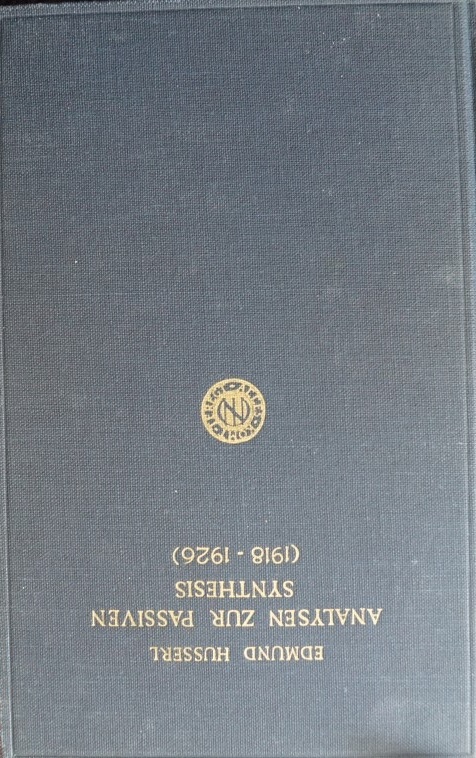 EDMUND HUSSERL
ANALYSEN ZUR PASSIVEN
SYNTHESIS
(1918 - 1926)